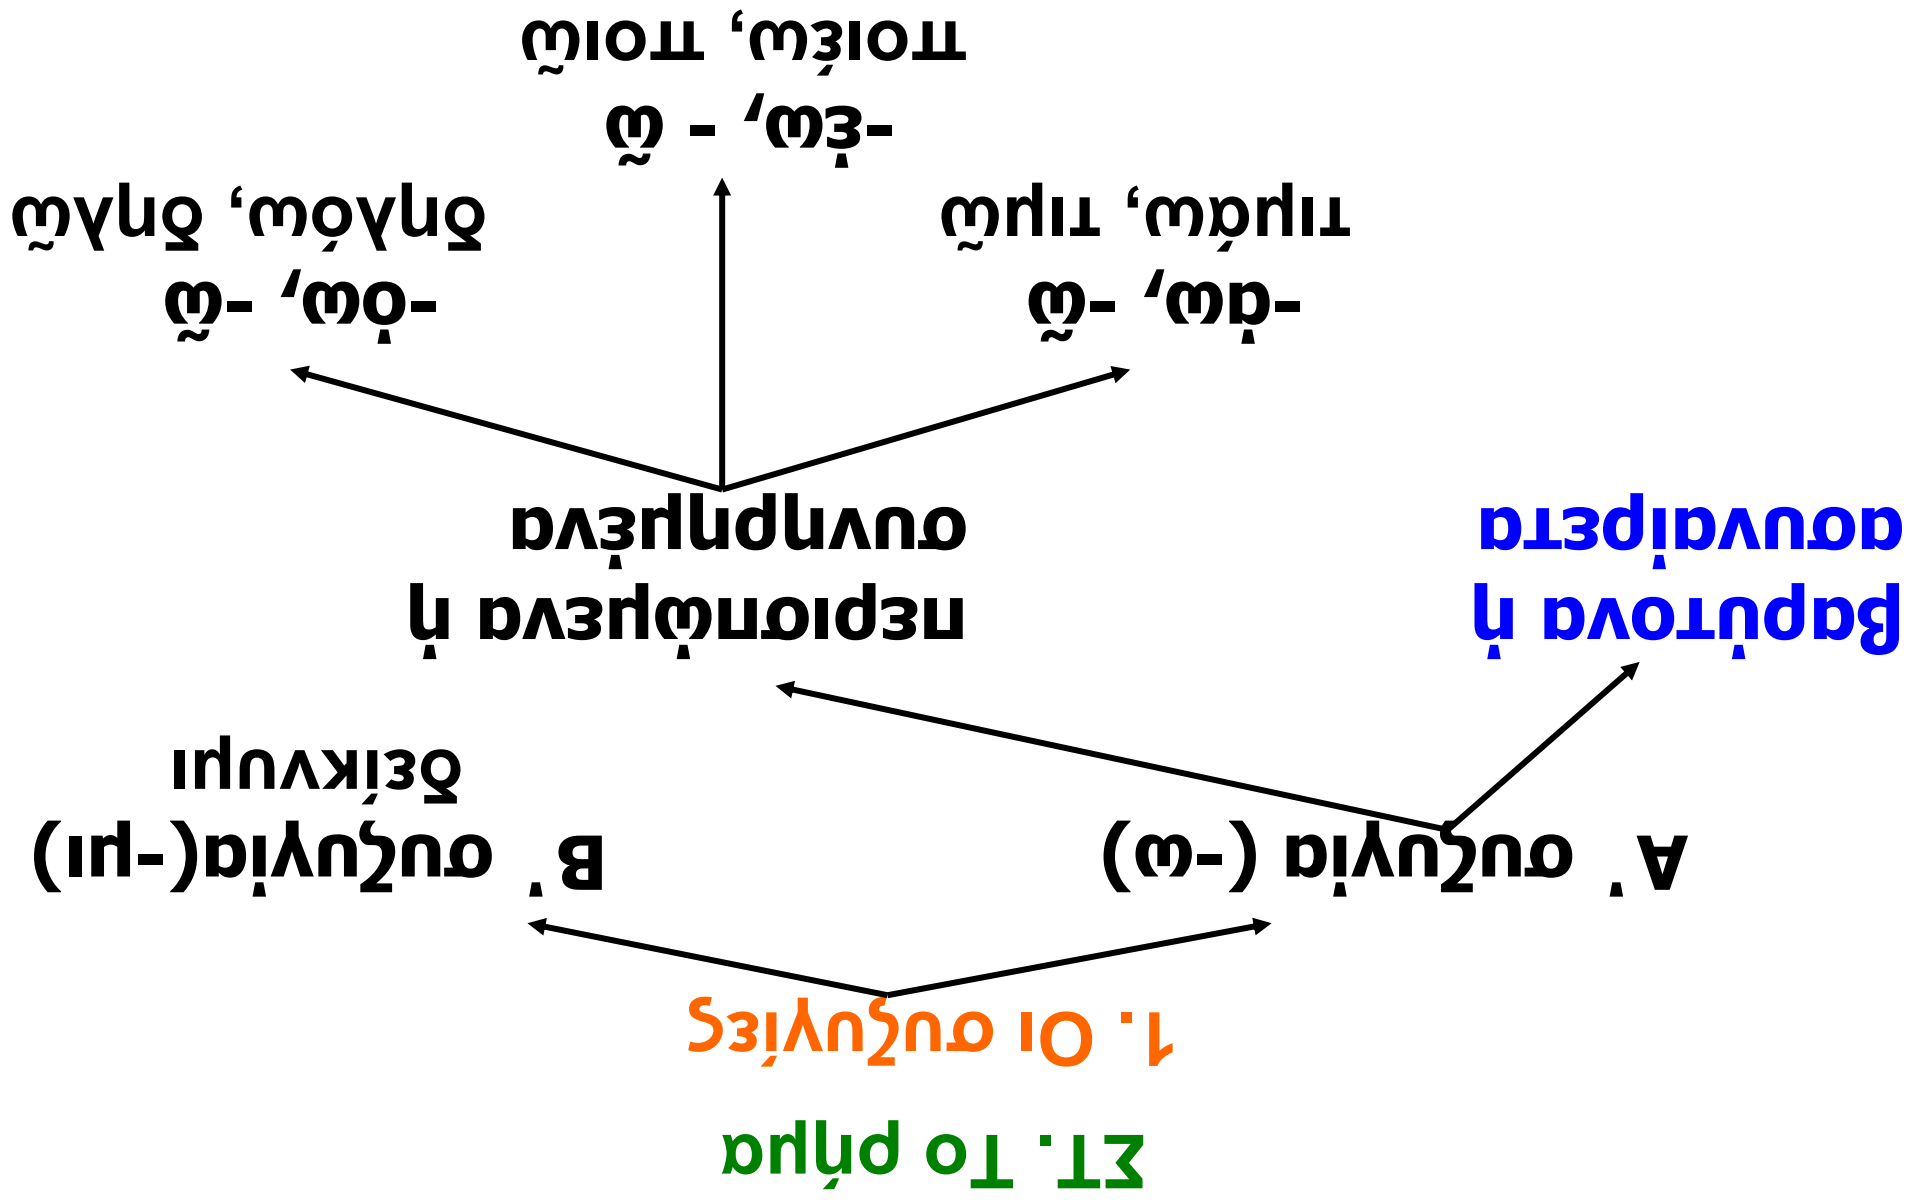 ΣΤ. Το ρήμα
1. Οι συζυγίες
Α΄ συζυγία (-ω)
Β΄ συζυγία(-μι)
δείκνυμι
βαρύτονα ή
ασυναίρετα
περισπώμενα ή
συνηρημένα
-άω, -ῶ
τιμάω, τιμῶ
-έω, - ῶ
ποιέω, ποιῶ
-όω, -ῶ
δηλόω, δηλῶ